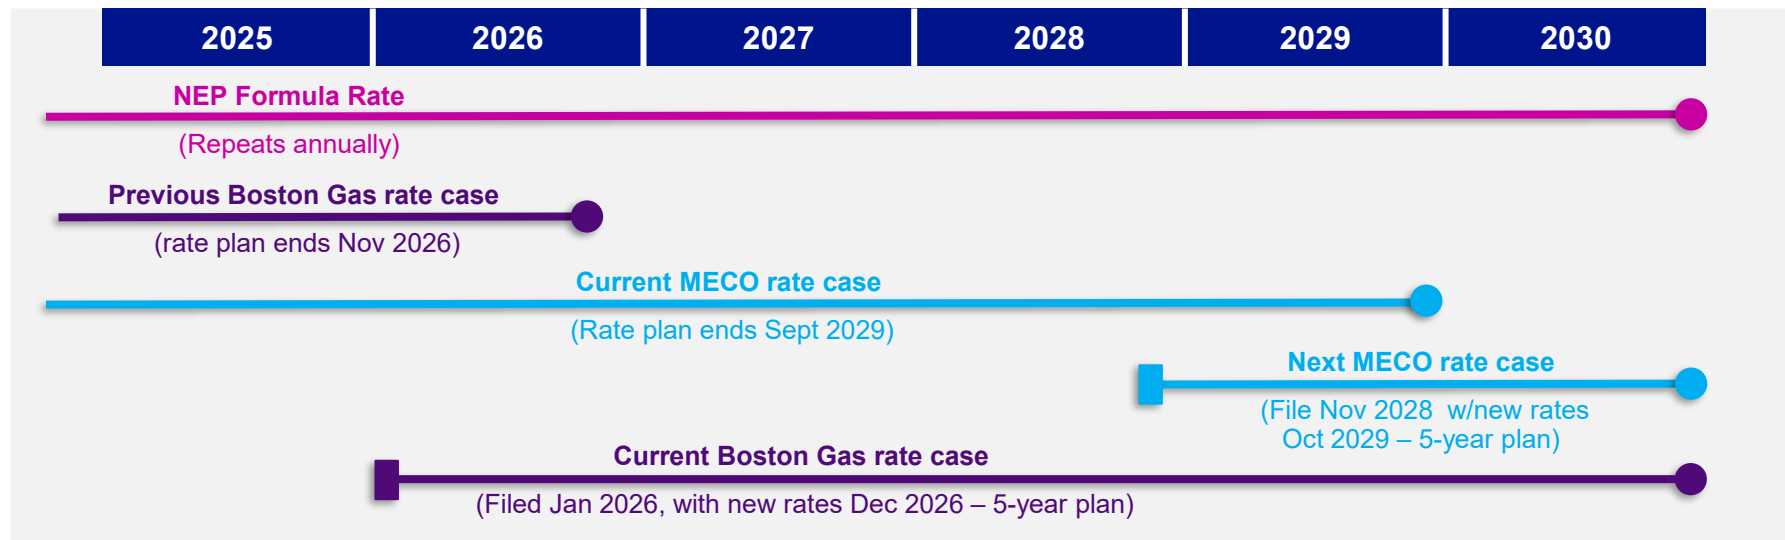 2025 2026 2027 2028 2029 2030
NEP Formula Rate
(Repeats annually)
Previous Boston Gas rate case
(rate plan ends Nov 2026)
Current MECO rate case
(Rate plan ends Sept 2029)
Next MECO rate case
(File Nov 2028 w/new rates
Oct 2029 – 5-year plan)
Current Boston Gas rate case
(Filed Jan 2026, with new rates Dec 2026 – 5-year plan)